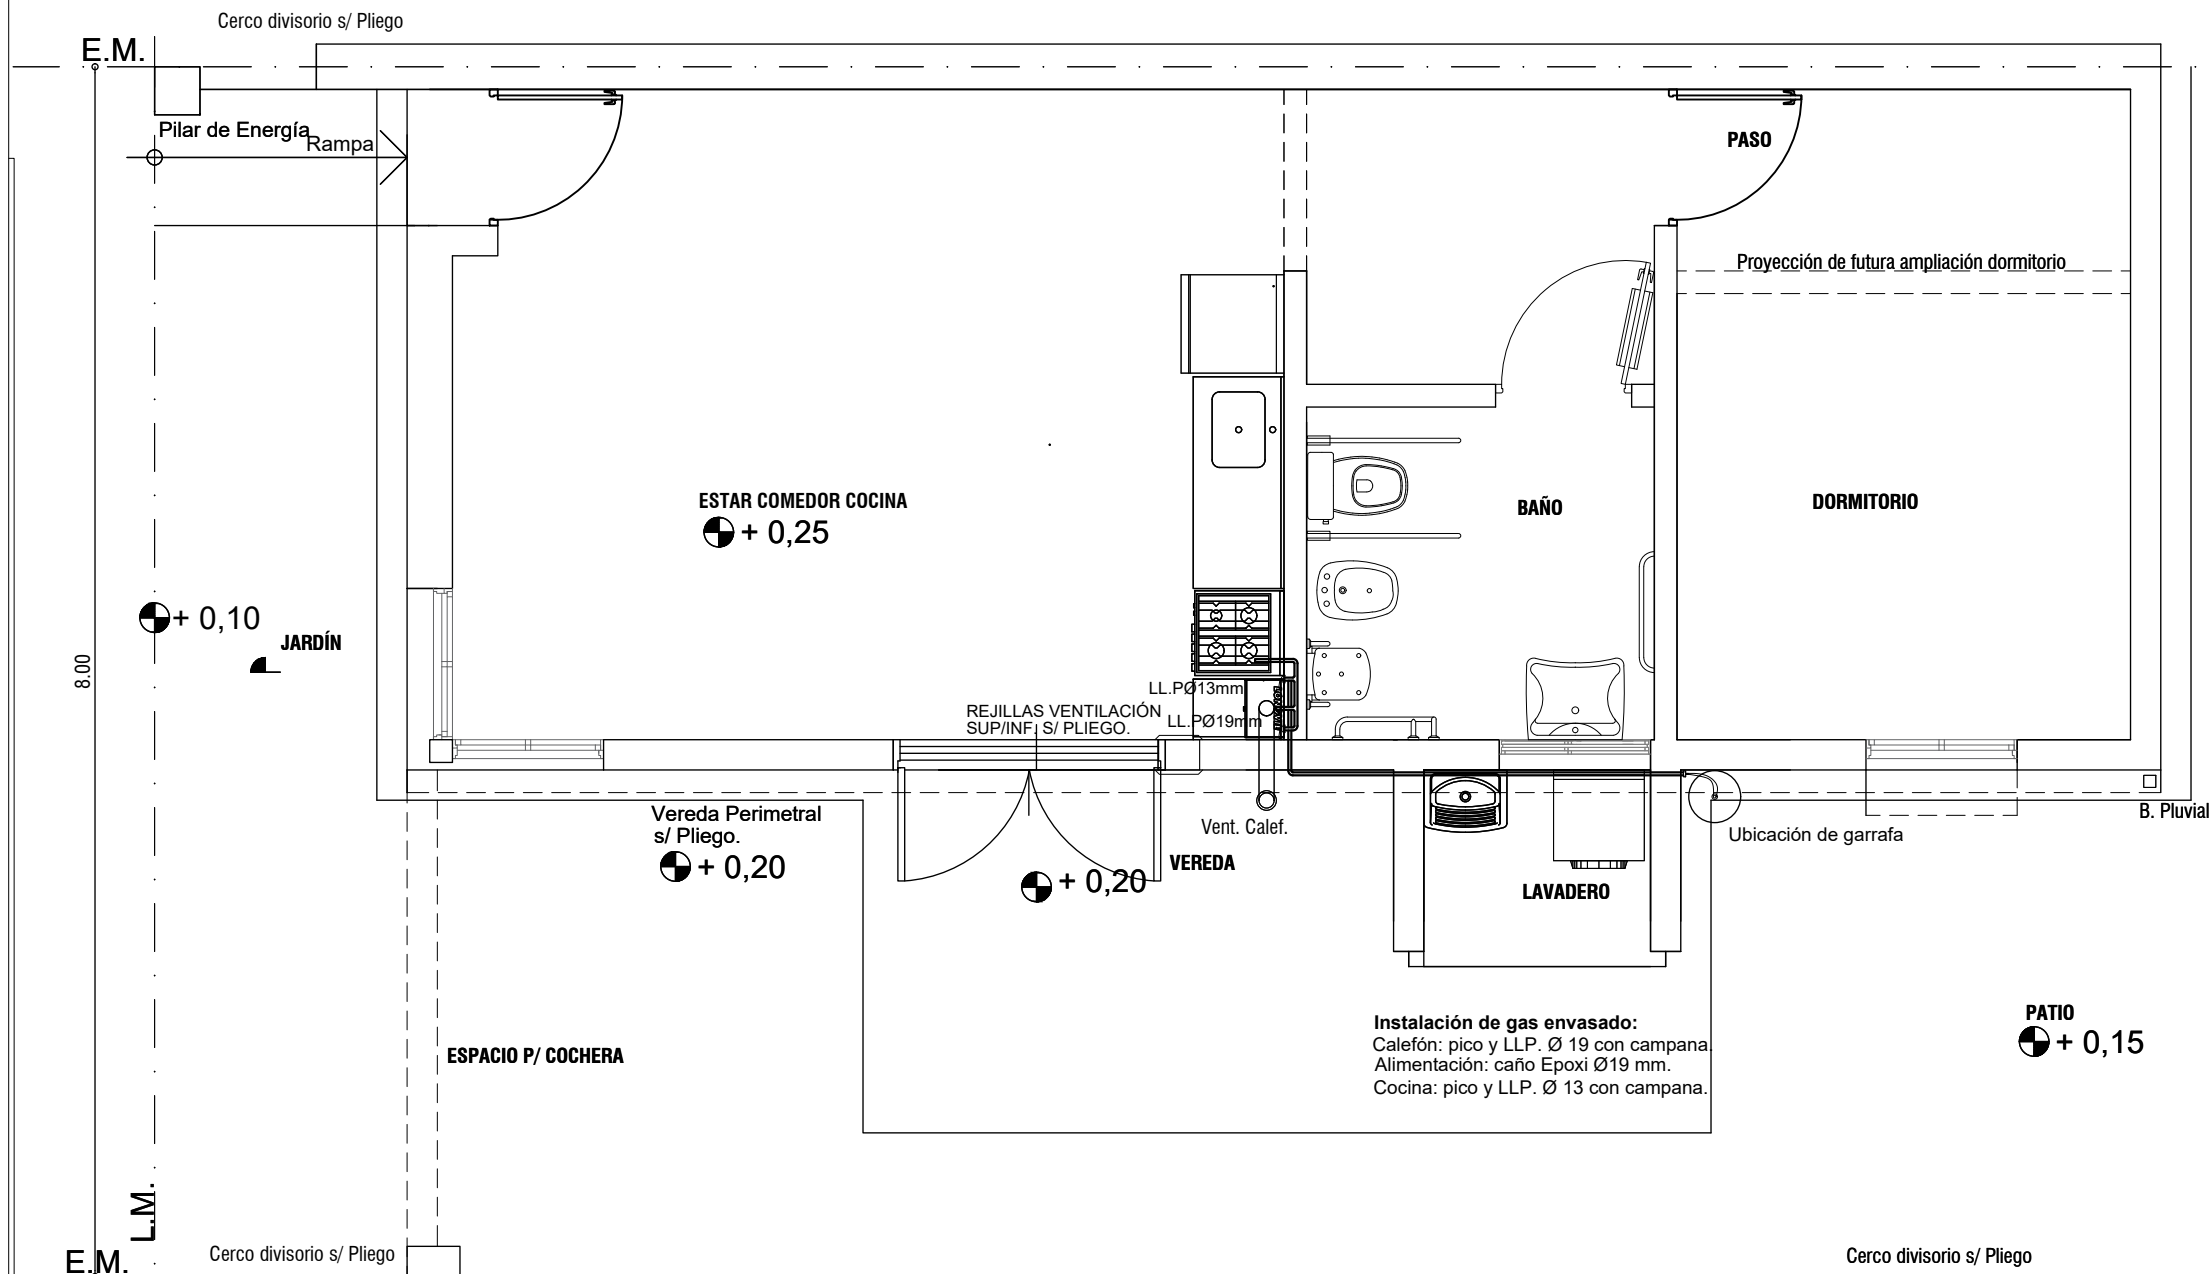 Cerco divisorio s/ Pliego
E.M.
Pilar de Energía
Rampa
PASO
Proyección de futura ampliación dormitorio
ESTAR COMEDOR COCINA
+ 0,25
BAÑO
DORMITORIO
+ 0,10
JARDÍN
8.00
LL.PØ13mm
REJILLAS VENTILACIÓN
SUP/INF. S/ PLIEGO.
LL.PØ19mm
Vereda Perimetral
s/ Pliego.
+ 0,20
Vent. Calef.
VEREDA
+ 0,20
Ubicación de garrafa
B. Pluvial
LAVADERO
ESPACIO P/ COCHERA
Instalación de gas envasado:
Calefón: pico y LLP. Ø 19 con campana.
Alimentación: caño Epoxi Ø19 mm.
Cocina: pico y LLP. Ø 13 con campana.
PATIO
+ 0,15
L.M.
E.M.
Cerco divisorio s/ Pliego
Cerco divisorio s/ Pliego